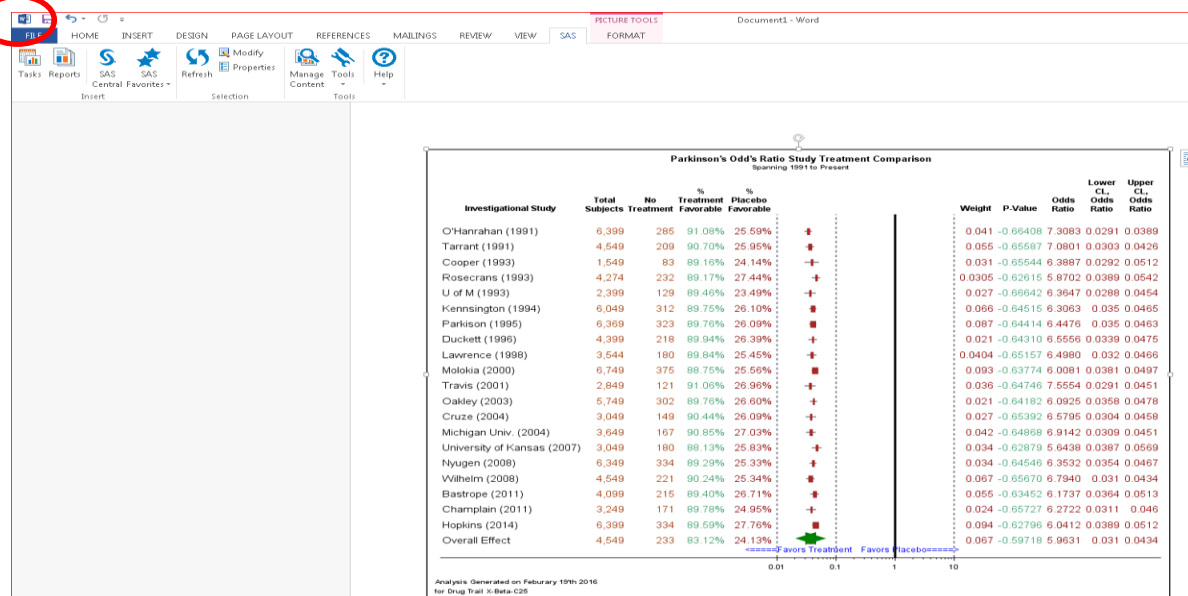 PICTURE TOOLS Document1 - Word
FILE HOME INSERT DESIGN PAGE LAYOUT REFERENCES MAILINGS REVIEW VIEW SAS FORMAT
Tasks Reports SAS Central SAS Favorites Refresh Modify Properties Manage Content Tools Help
Insert Selection Tools
Parkinson's Odd's Ratio Study Treatment Comparison
Spanning 1991 to Present
Investigational Study Total Subjects No Treatment % Treatment Favorable % Placebo Favorable Weight P-Value Odds Ratio Lower CL, Odds Ratio Upper CL, Odds Ratio
O'Hanrahan (1991) 6,399 285 91.08% 25.59% 0.041 -0.66408 7.3083 0.0291 0.0389
Tarrant (1991) 4,549 209 90.70% 25.95% 0.055 -0.65587 7.0801 0.0303 0.0426
Cooper (1993) 1,549 83 89.16% 24.14% 0.031 -0.65544 6.3887 0.0292 0.0512
Rosecrans (1993) 4,274 232 89.17% 27.44% 0.0305 -0.62615 5.8702 0.0389 0.0542
U of M (1993) 2,399 129 89.46% 23.49% 0.027 -0.66642 6.3647 0.0288 0.0454
Kennsington (1994) 6,049 312 89.75% 26.10% 0.066 -0.64515 6.3063 0.035 0.0465
Parkison (1995) 6,369 323 89.76% 26.09% 0.087 -0.64414 6.4476 0.035 0.0463
Duckett (1996) 4,399 218 89.94% 26.39% 0.021 -0.64310 6.5556 0.0339 0.0475
Lawrence (1998) 3,544 180 89.84% 25.45% 0.0404 -0.65157 6.4980 0.032 0.0466
Molokia (2000) 6,749 375 88.75% 25.56% 0.093 -0.63774 6.0081 0.0381 0.0497
Travis (2001) 2,849 121 91.06% 26.96% 0.036 -0.64746 7.5554 0.0291 0.0451
Oakley (2003) 5,749 302 89.76% 26.60% 0.021 -0.64182 6.0925 0.0358 0.0478
Cruze (2004) 3,049 149 90.44% 26.09% 0.027 -0.65392 6.5795 0.0304 0.0458
Michigan Univ. (2004) 3,649 167 90.85% 27.03% 0.042 -0.64868 6.9142 0.0309 0.0451
University of Kansas (2007) 3,049 180 88.13% 25.83% 0.034 -0.62879 5.6438 0.0387 0.0569
Nyugen (2008) 6,349 334 89.29% 25.33% 0.034 -0.64546 6.3532 0.0354 0.0467
Wilhelm (2008) 4,549 221 90.24% 25.34% 0.067 -0.65670 6.7940 0.031 0.0434
Bastrope (2011) 4,099 215 89.40% 26.71% 0.055 -0.63452 6.1737 0.0364 0.0513
Champlain (2011) 3,249 171 89.78% 24.95% 0.024 -0.65727 6.2722 0.0311 0.046
Hopkins (2014) 6,399 334 89.59% 27.76% 0.094 -0.62796 6.0412 0.0389 0.0512
Overall Effect 4,549 233 83.12% 24.13% 0.067 -0.59718 5.9631 0.031 0.0434
<=====Favors Treatment Favors Placebo=====>
0.01 0.1 1 10
Analysis Generated on Feburary 19th 2016
for Drug Trail X-Beta-C25